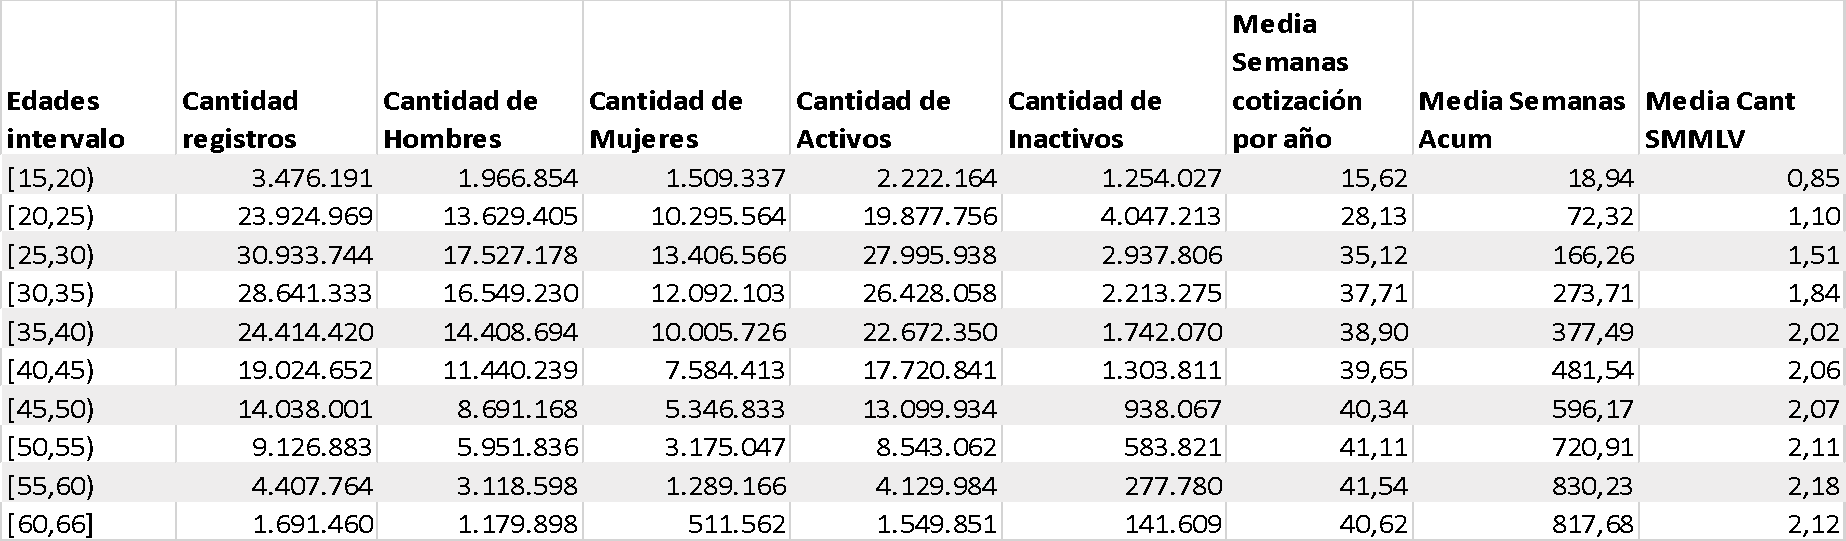 Edades intervalo	Cantidad registros	Cantidad de Hombres	Cantidad de Mujeres	Cantidad de Activos	Cantidad de Inactivos	Media Semanas cotización por año	Media Semanas Acum	Media Cant SMMLV
[15,20)	3.476.191	1.966.854	1.509.337	2.222.164	1.254.027	15,62	18,94	0,85
[20,25)	23.924.969	13.629.405	10.295.564	19.877.756	4.047.213	28,13	72,32	1,10
[25,30)	30.933.744	17.527.178	13.406.566	27.995.938	2.937.806	35,12	166,26	1,51
[30,35)	28.641.333	16.549.230	12.092.103	26.428.058	2.213.275	37,71	273,71	1,84
[35,40)	24.414.420	14.408.694	10.005.726	22.672.350	1.742.070	38,90	377,49	2,02
[40,45)	19.024.652	11.440.239	7.584.413	17.720.841	1.303.811	39,65	481,54	2,06
[45,50)	14.038.001	8.691.168	5.346.833	13.099.934	938.067	40,34	596,17	2,07
[50,55)	9.126.883	5.951.836	3.175.047	8.543.062	583.821	41,11	720,91	2,11
[55,60)	4.407.764	3.118.598	1.289.166	4.129.984	277.780	41,54	830,23	2,18
[60,66]	1.691.460	1.179.898	511.562	1.549.851	141.609	40,62	817,68	2,12